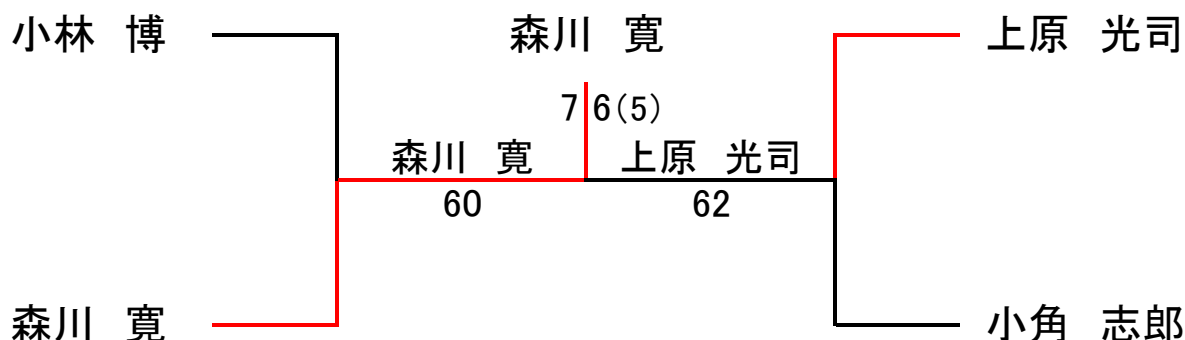 小林　博
森川　寛
上原　光司
7 6(5)
森川　寛
上原　光司
60
62
森川　寛
小角　志郎